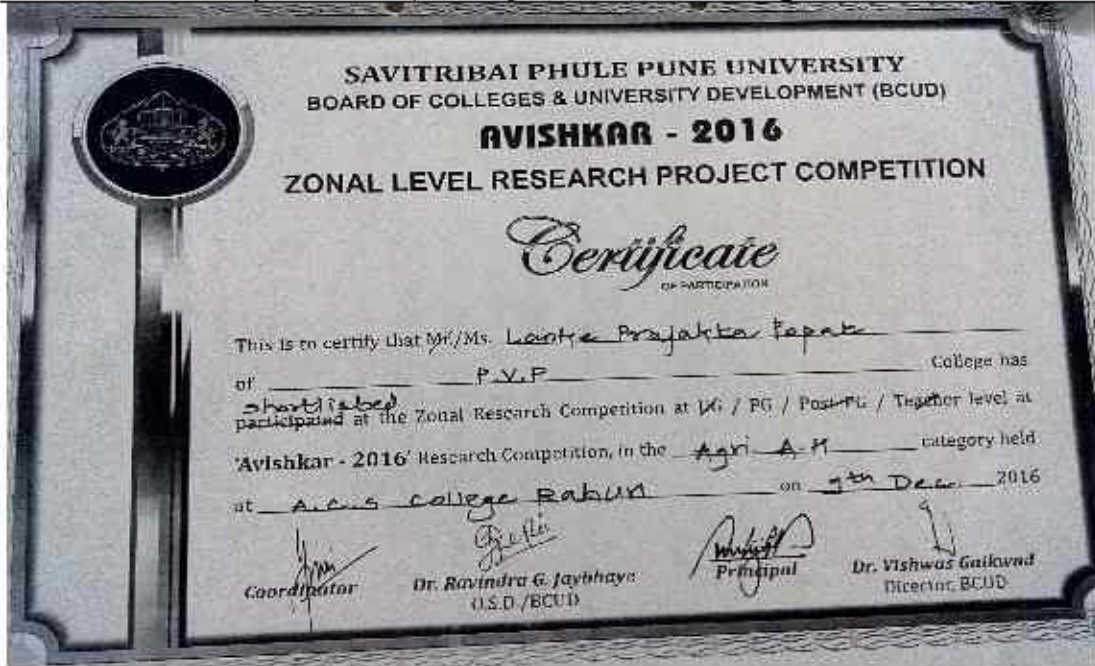 SAVITRIBAI PHULE PUNE UNIVERSITY
BOARD OF COLLEGES & UNIVERSITY DEVELOPMENT (BCUD)
AVISHKAR - 2016
ZONAL LEVEL RESEARCH PROJECT COMPETITION
Certificate
OF PARTICIPATION
This is to certify that Mr./Ms. Lanke Prajakta Popat
of P.V.P College has
shortlisted
participated at the Zonal Research Competition at UG / PG / Post-PG / Teacher level at
'Avishkar - 2016' Research Competition, in the Agri A-H category held
at A.C.S College on 9th Dec. 2016
Coordinator
Dr. Ravindra G. Jaybhaye
O.S.D./BCUD
Principal
Dr. Vishwas Gaikwad
Director, BCUD